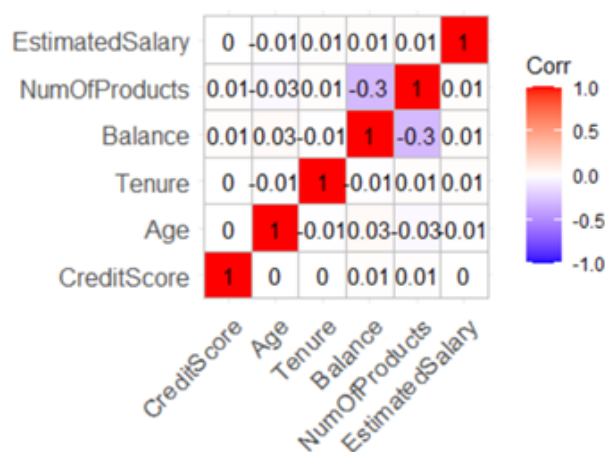 EstimatedSalary 0 -0.01 0.01 0.01 0.01 1
NumOfProducts 0.01 -0.03 0.01 -0.3 1 0.01
Balance 0.01 0.03 -0.01 1 -0.3 0.01
Tenure 0 -0.01 1 -0.01 0.01 0.01
Age 0 1 -0.01 0.03 -0.03 -0.01
CreditScore 1 0 0 0.01 0.01 0
CreditScore
Age
Tenure
Balance
NumOfProducts
EstimatedSalary
Corr
1.0
0.5
0.0
-0.5
-1.0